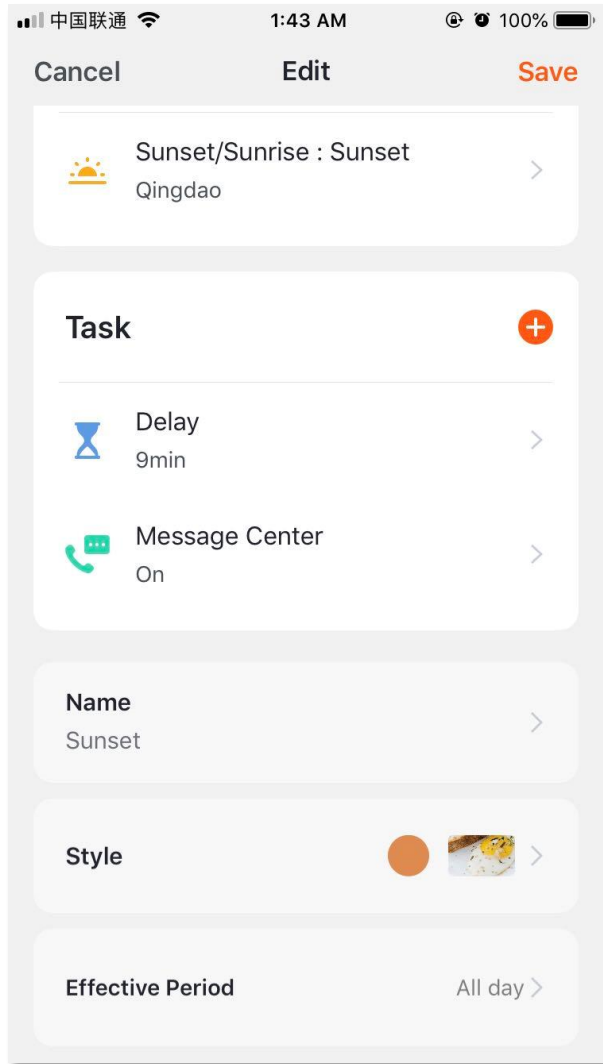 中国联通 1:43 AM 100%
Cancel Edit Save
Sunset/Sunrise : Sunset
Qingdao
Task
Delay
9min
Message Center
On
Name
Sunset
Style
Effective Period All day